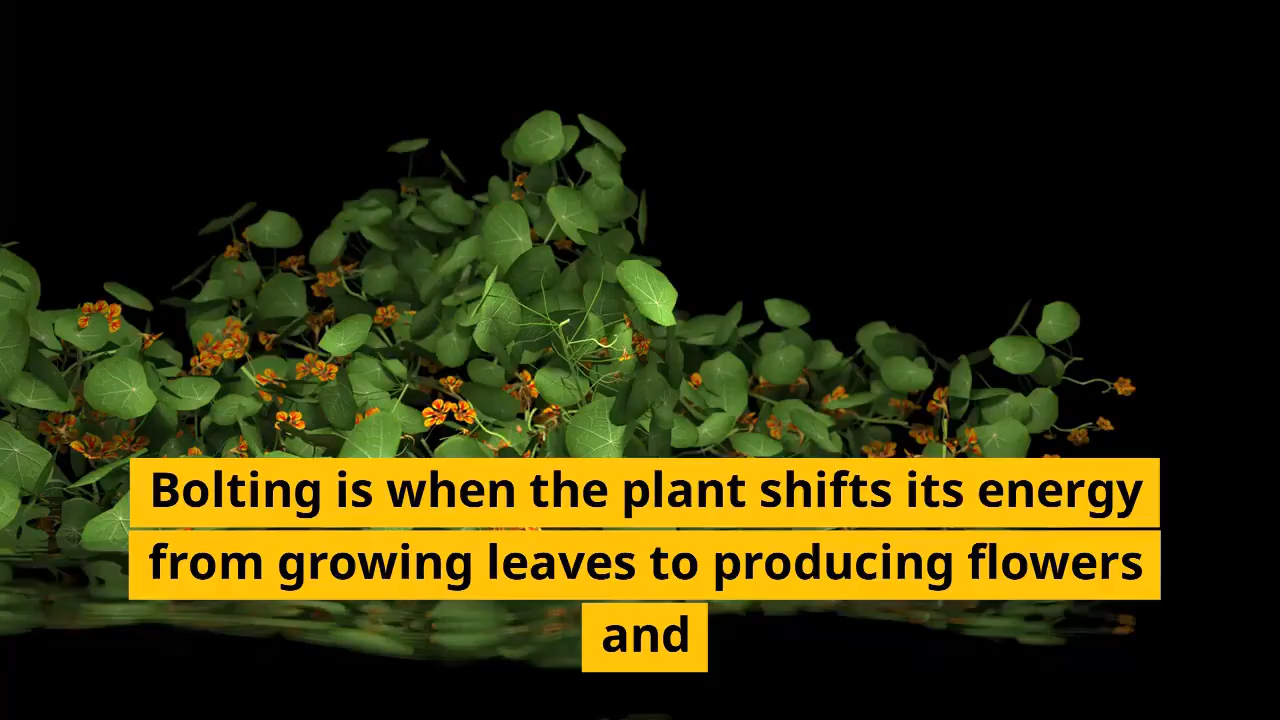 Bolting is when the plant shifts its energy
from growing leaves to producing flowers
and